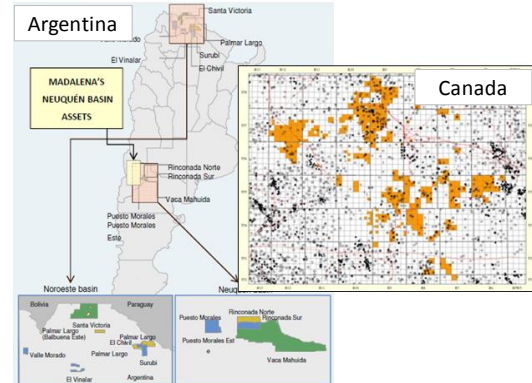 Argentina
Santa Victoria
Palmar Largo
El Vinalar
Surubi
El Chivil
MADALENA'S
NEUQUÉN BASIN
ASSETS
Canada
Rinconada Norte
Rinconada Sur
Vaca Mahuida
Puesto Morales
Puesto Morales
Este
Noroeste basin
Bolivia
Paraguay
Santa Victoria
Palmar Largo
(Balbuena Este)
Palmar Largo
El Chivil
Valle Morado
Palmar Largo
Surubi
El Vinalar
Argentina
Rinconada Norte
Puesto Morales
Rinconada Sur
Puesto Morales Est
Vaca Mahuida